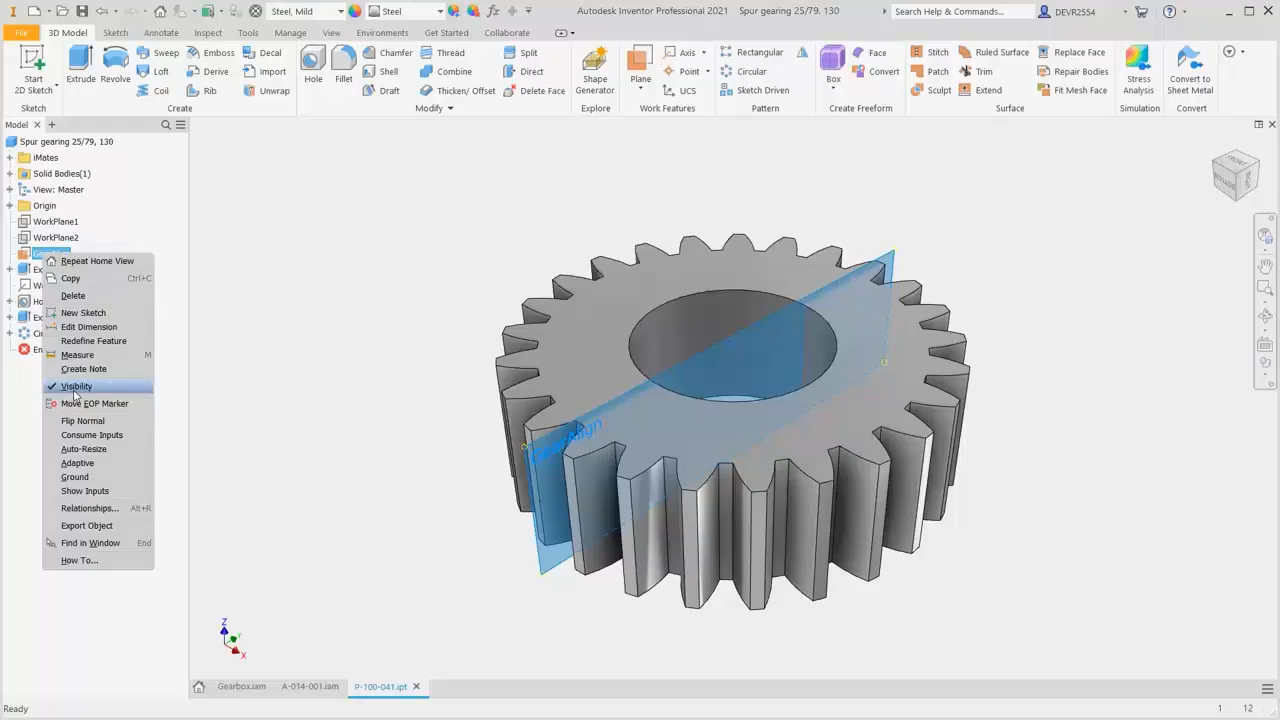 Steel, Mild
Steel
Autodesk Inventor Professional 2021 Spur gearing 25/79, 130
Search Help & Commands...
DEVR2554
File
3D Model
Sketch
Annotate
Inspect
Tools
Manage
View
Environments
Get Started
Collaborate
Start
2D Sketch
Extrude
Revolve
Sweep
Loft
Coil
Emboss
Derive
Rib
Decal
Import
Unwrap
Hole
Fillet
Chamfer
Shell
Draft
Thread
Combine
Thicken/ Offset
Split
Direct
Delete Face
Shape
Generator
Plane
Axis
Point
UCS
Rectangular
Circular
Sketch Driven
Box
Face
Convert
Stitch
Patch
Sculpt
Ruled Surface
Trim
Extend
Replace Face
Repair Bodies
Fit Mesh Face
Stress
Analysis
Convert to
Sheet Metal
Sketch
Create
Modify
Explore
Work Features
Pattern
Create Freeform
Surface
Simulation
Convert
Model
Spur gearing 25/79, 130
iMates
Solid Bodies(1)
View: Master
Origin
WorkPlane1
WorkPlane2
Repeat Home View
Copy Ctrl+C
Delete
New Sketch
Edit Dimension
Redefine Feature
Measure M
Create Note
Visibility
Move EOP Marker
Flip Normal
Consume Inputs
Auto-Resize
Adaptive
Ground
Show Inputs
Relationships... Alt+R
Export Object
Find in Window End
How To...
GearAlign
FRONT
Z
Y
X
Gearbox.iam
A-014-001.iam
P-100-041.ipt
Ready
1 12